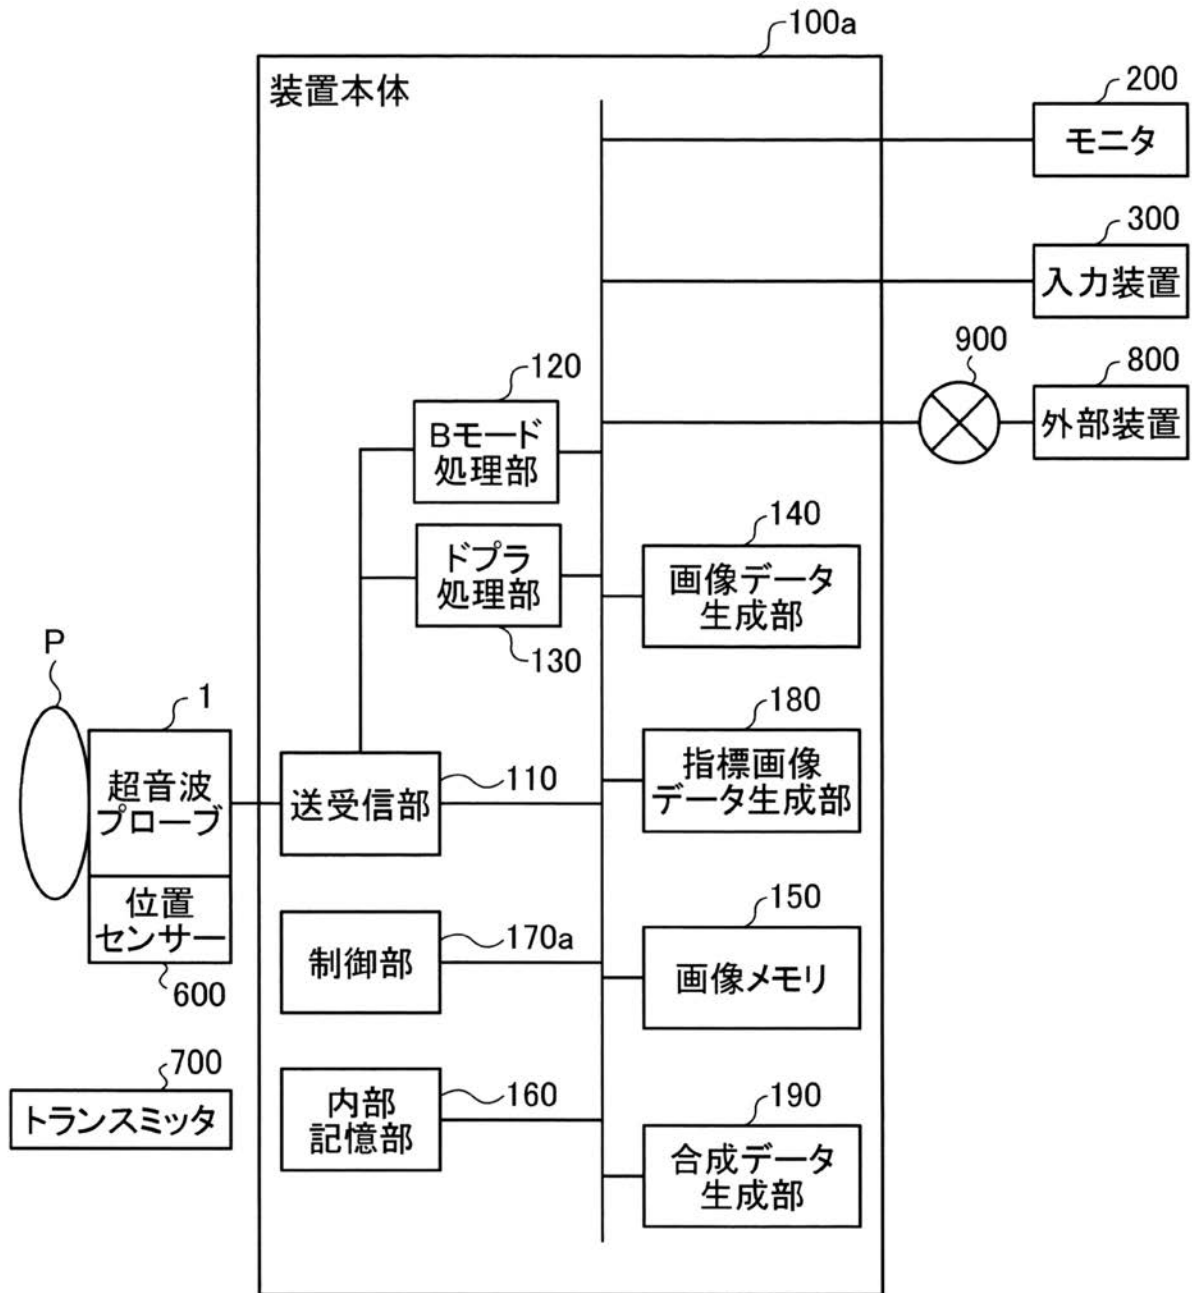 100a
装置本体
200
モニタ
300
入力装置
900
800
外部装置
120
Bモード
処理部
ドプラ
処理部
130
140
画像データ
生成部
P
1
超音波
プローブ
位置
センサー
600
700
トランスミッタ
送受信部
110
180
指標画像
データ生成部
制御部
170a
150
画像メモリ
内部
記憶部
160
190
合成データ
生成部